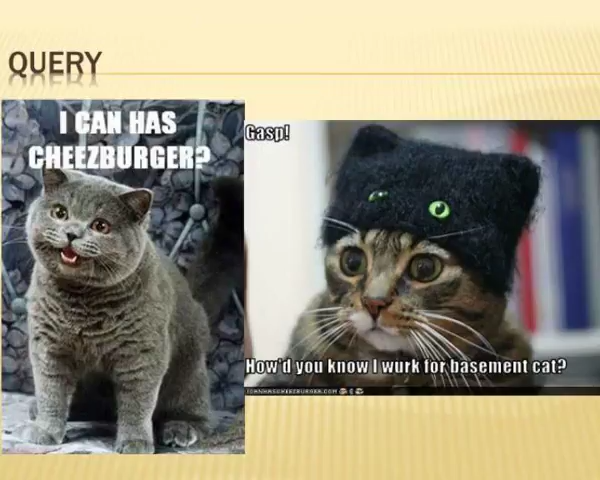 QUERY
I CAN HAS
CHEEZBURGER?
Gasp!
How'd you know I wurk for basement cat?
ICANHASCHEEZBURGER.COM